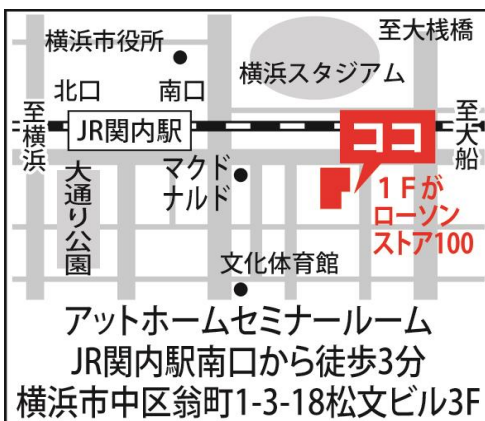 至大桟橋
横浜市役所
横浜スタジアム
北口
南口
至横浜
JR関内駅
ココ
至大船
大通り公園
マクド
ナルド
1Fが
ローソン
ストア100
文化体育館
アットホームセミナールーム
JR関内駅南口から徒歩3分
横浜市中区翁町1-3-18松文ビル3F